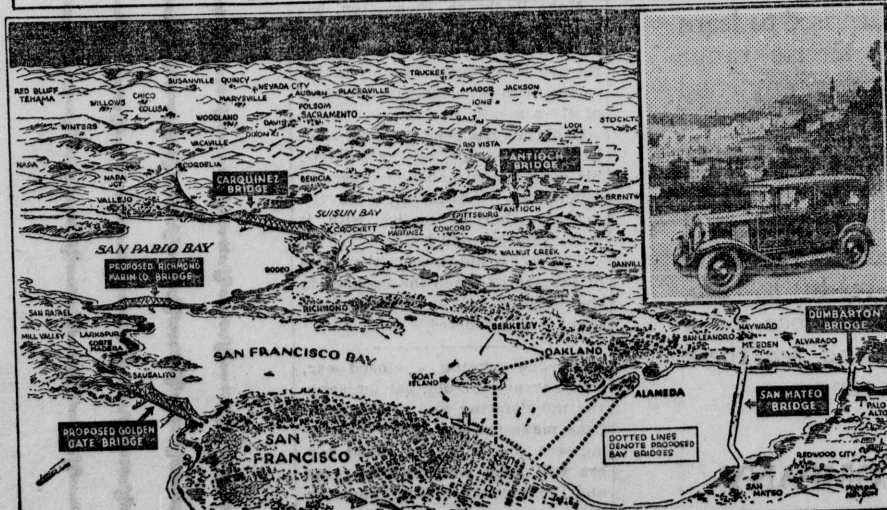 TRUCKEE
SUSANVILLE
QUINCY
NEVADA CITY
AMADOR
JACKSON
RED BLUFF
TEHAMA
CHICO
AUBURN
PLACERVILLE
WILLOWS
COLUSA
MARYSVILLE
IONE
FOLSOM
WOODLAND
SACRAMENTO
GALT
LODI
WINTERS
DAVIS
DIXON
VACAVILLE
RIO VISTA
NAPA
CORDELIA
ANTIOCH
BRIDGE
NAPA
JCT
CARQUINEZ
BRIDGE
BENICIA
VALLEJO
SUISUN BAY
PITTSBURG
ANTIOCH
CROCKETT
MARTINEZ
CONCORD
SAN PABLO BAY
WALNUT CREEK
PROPOSED RICHMOND
MARIN CO. BRIDGE
RODEO
RICHMOND
DUMBARTON
BRIDGE
SAN RAFAEL
BERKELEY
HAYWARD
MILL VALLEY
LARKSPUR
CORTE
MADERA
SAN LEANDRO
MT. EDEN
ALVARADO
SAN FRANCISCO BAY
OAKLAND
SAUSALITO
GOAT
ISLAND
ALAMEDA
SAN MATEO
BRIDGE
PALO
ALTO
PROPOSED GOLDEN
GATE BRIDGE
SAN
FRANCISCO
DOTTED LINES
DENOTE PROPOSED
BAY BRIDGES
REDWOOD CITY
SAN
MATEO